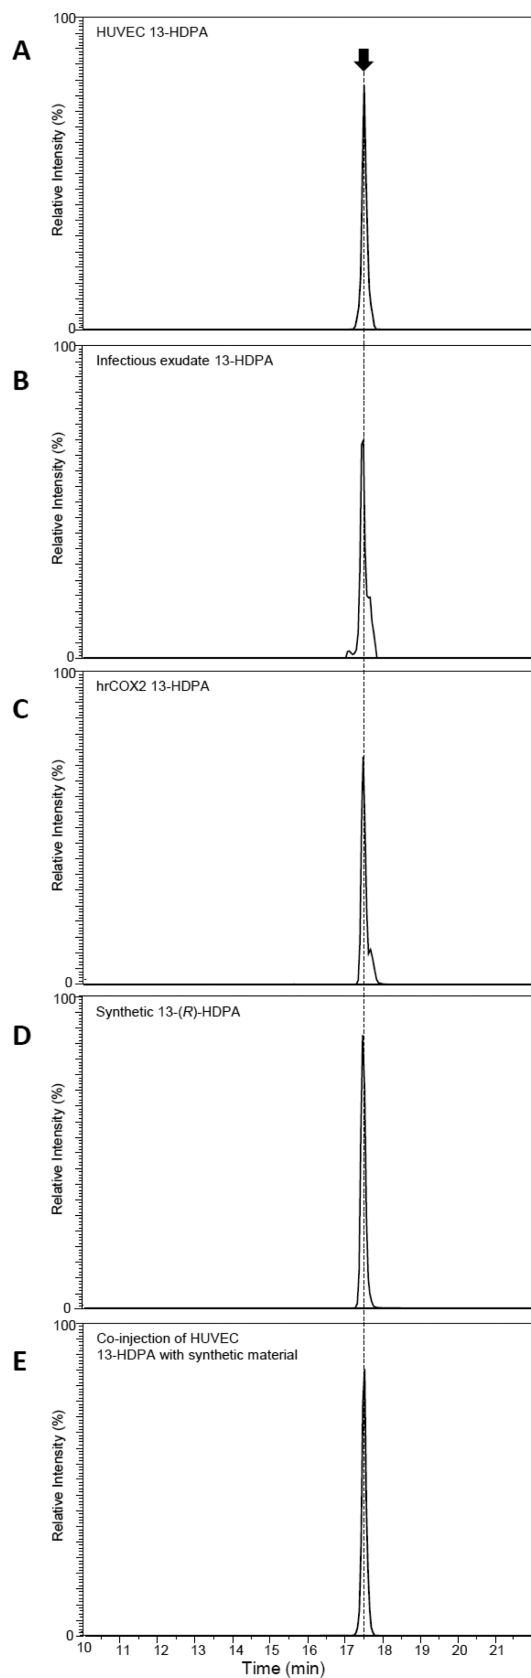 A
100
HUVEC 13-HDPA
Relative Intensity (%)
0
B
100
Infectious exudate 13-HDPA
Relative Intensity (%)
0
C
100
hrCOX2 13-HDPA
Relative Intensity (%)
0
D
100
Synthetic 13-(R)-HDPA
Relative Intensity (%)
0
E
100
Co-injection of HUVEC
13-HDPA with synthetic material
Relative Intensity (%)
0
10 11 12 13 14 15 16 17 18 19 20 21
Time (min)